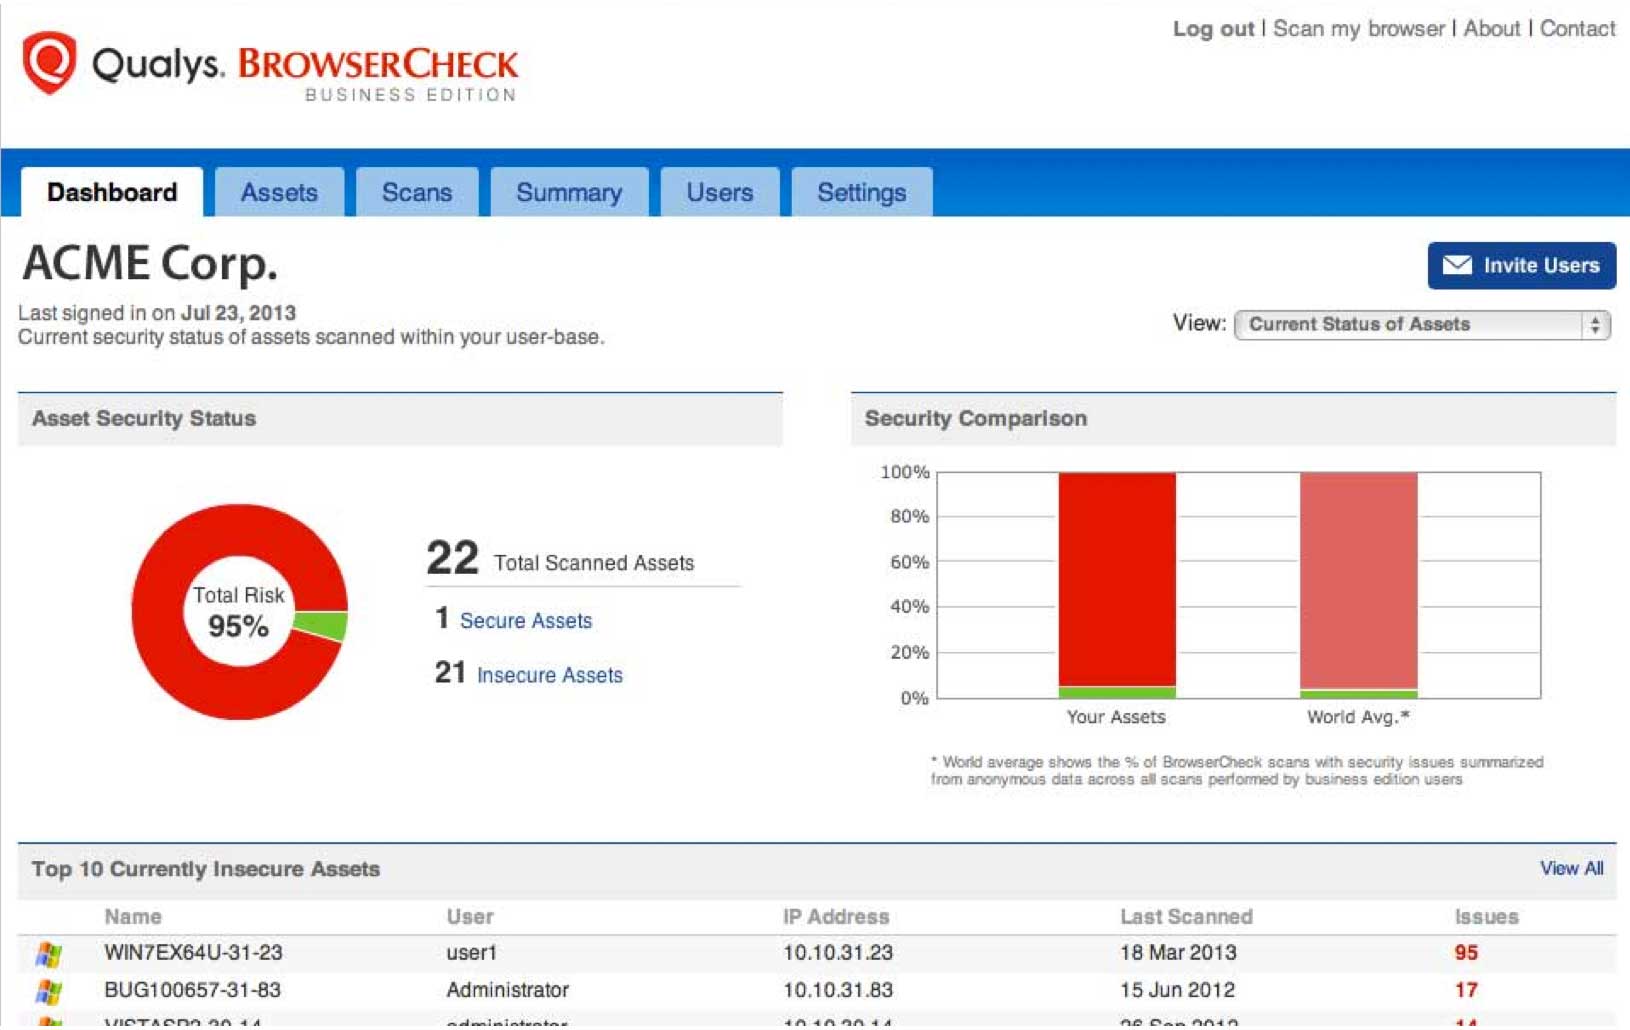 Log out | Scan my browser | About | Contact
Qualys. BROWSERCHECK
BUSINESS EDITION
Dashboard Assets Scans Summary Users Settings
ACME Corp.
Invite Users
Last signed in on Jul 23, 2013
Current security status of assets scanned within your user-base.
View: Current Status of Assets
Asset Security Status
Total Risk
95%
22 Total Scanned Assets
1 Secure Assets
21 Insecure Assets
Security Comparison
100%
80%
60%
40%
20%
0%
Your Assets World Avg.*
* World average shows the % of BrowserCheck scans with security issues summarized
from anonymous data across all scans performed by business edition users
Top 10 Currently Insecure Assets View All
Name User IP Address Last Scanned Issues
WIN7EX64U-31-23 user1 10.10.31.23 18 Mar 2013 95
BUG100657-31-83 Administrator 10.10.31.83 15 Jun 2012 17
administrator 14